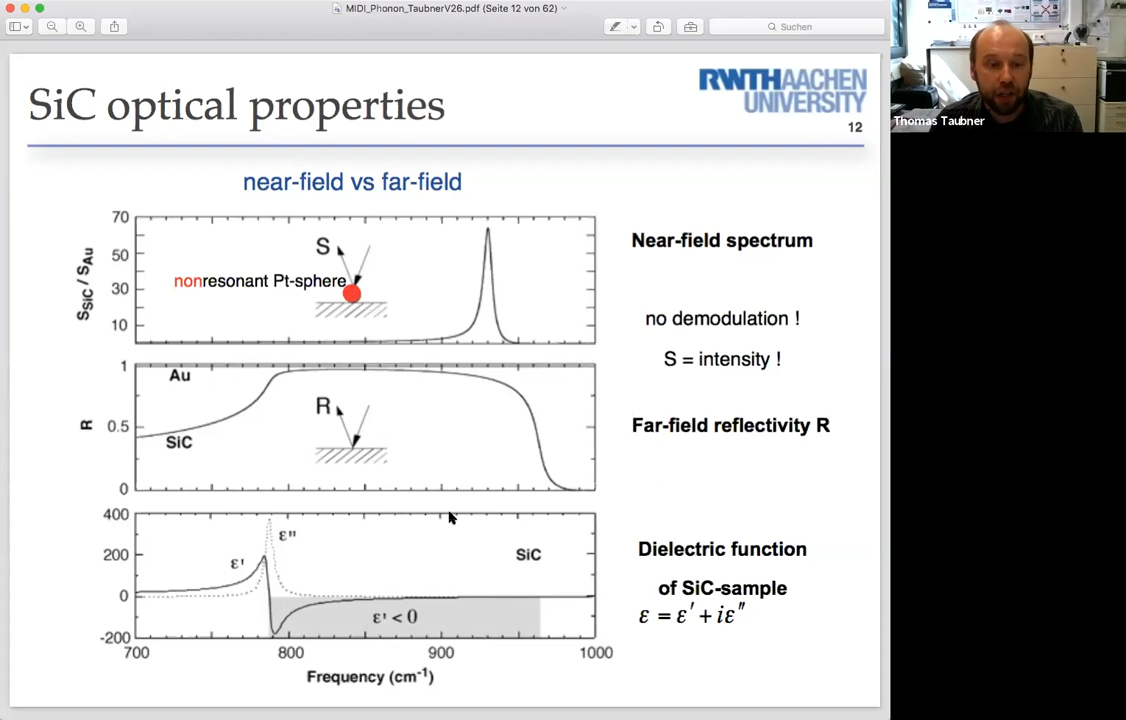 MIDI_Phonon_TaubnerV26.pdf (Seite 12 von 62)
Suchen
Thomas Taubner
SiC optical properties
RWTHAACHEN
UNIVERSITY
12
near-field vs far-field
70
50
30
10
S_SiC / S_Au
S
nonresonant Pt-sphere
Near-field spectrum
no demodulation !
S = intensity !
1
0.5
0
R
Au
SiC
R
Far-field reflectivity R
400
200
0
-200
ε'
ε"
SiC
ε' < 0
700
800
900
1000
Frequency (cm⁻¹)
Dielectric function
of SiC-sample
ε = ε′ + iε″